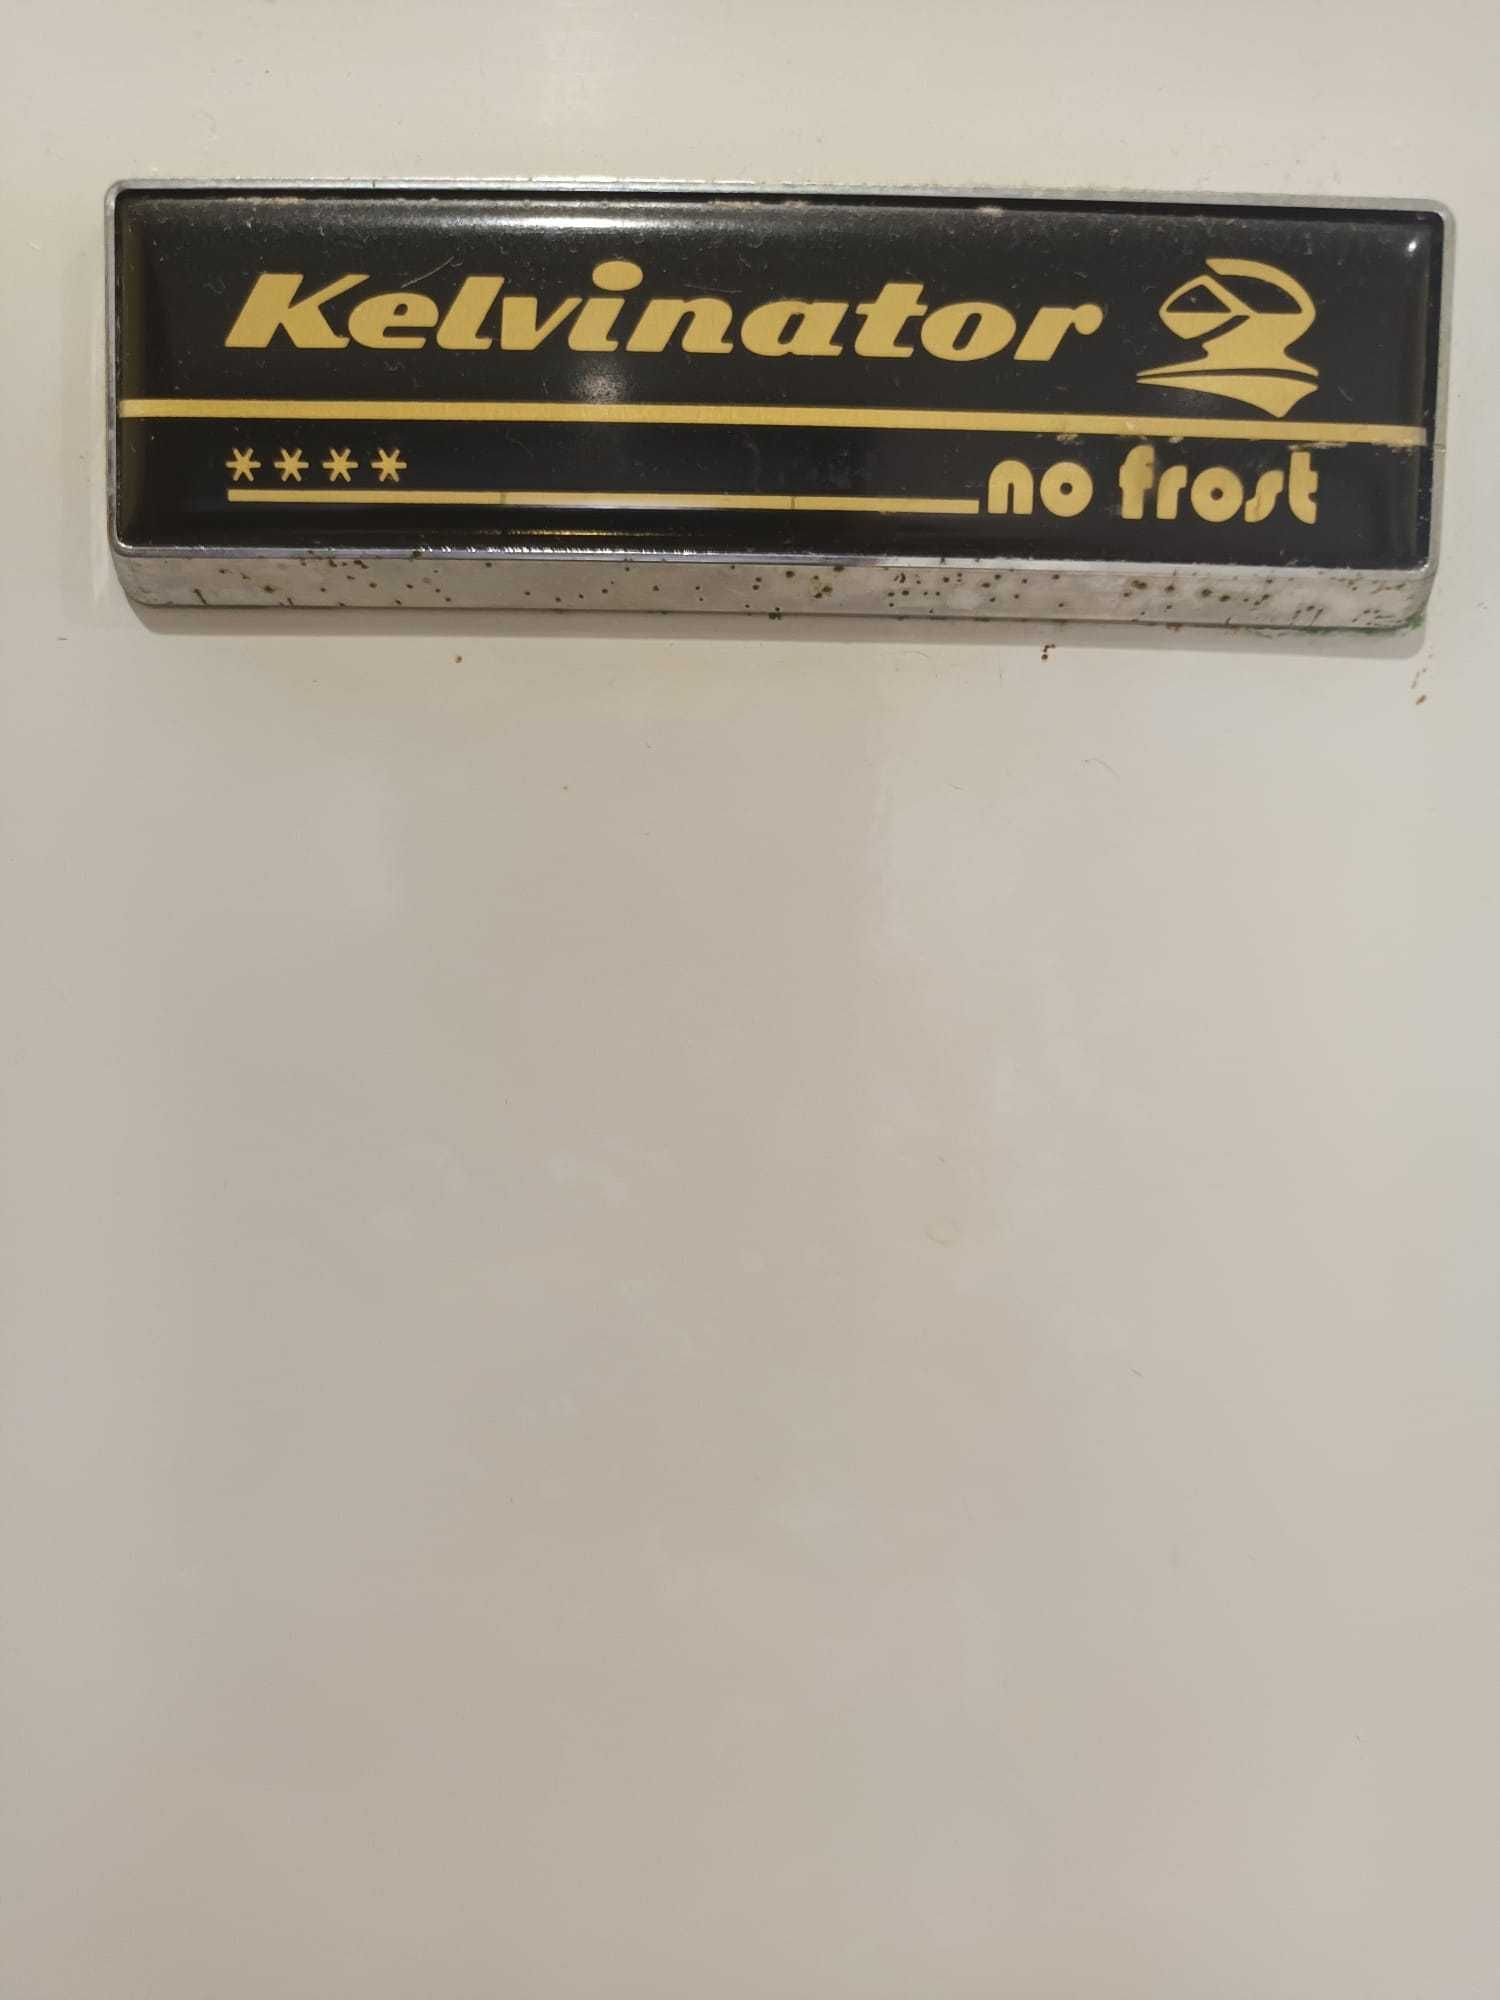 Kelvinator
****
no frost